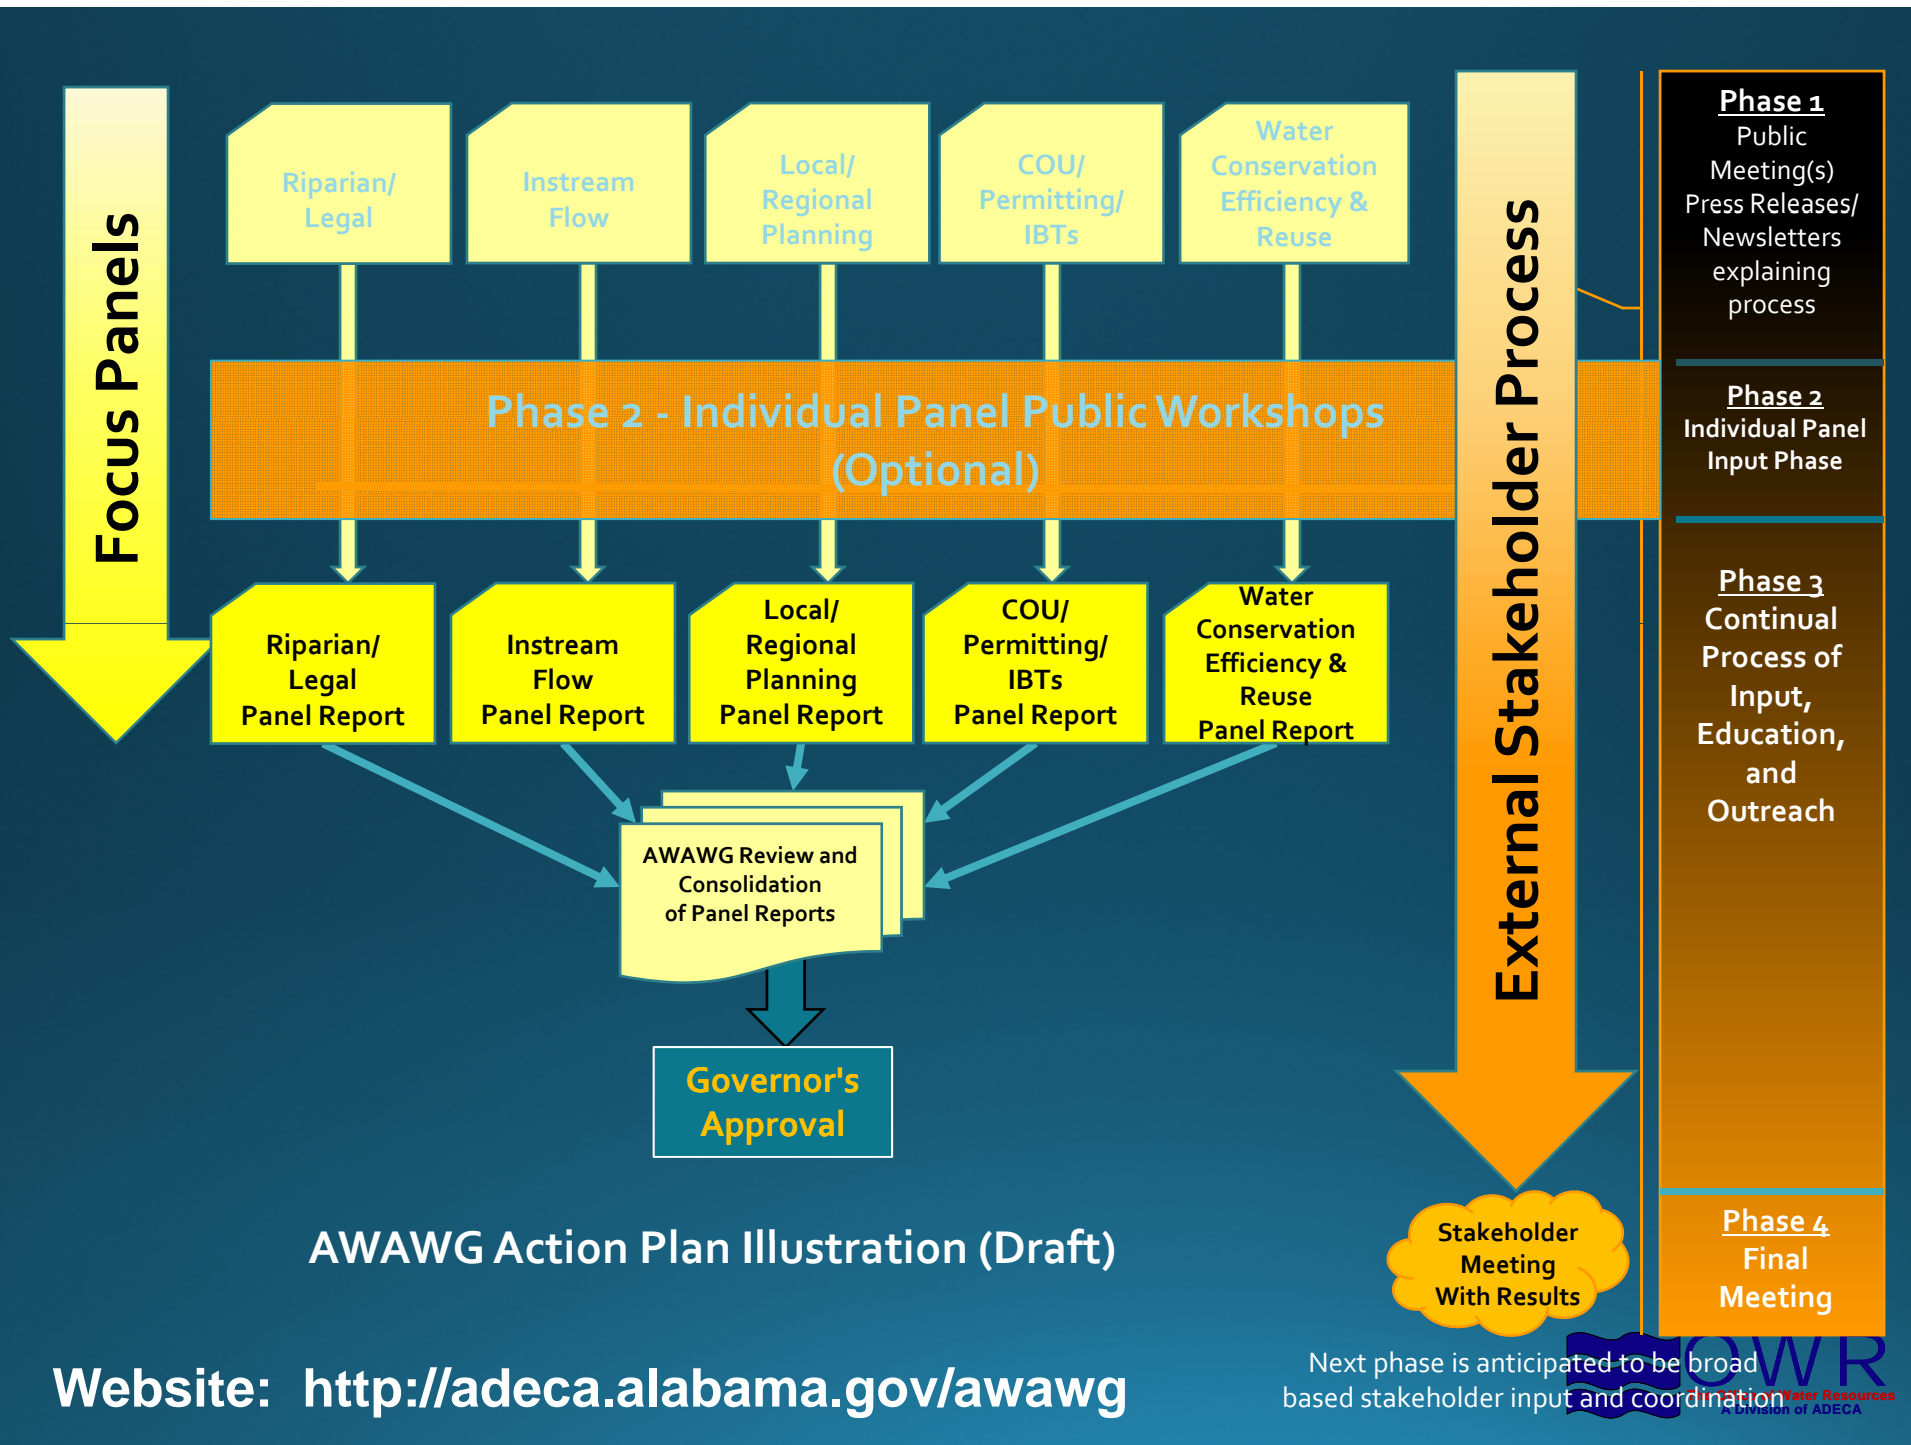 Focus Panels
Riparian/
Legal
Instream
Flow
Local/
Regional
Planning
COU/
Permitting/
IBTs
Water
Conservation
Efficiency &
Reuse
Phase 2 - Individual Panel Public Workshops
(Optional)
Riparian/
Legal
Panel Report
Instream
Flow
Panel Report
Local/
Regional
Planning
Panel Report
COU/
Permitting/
IBTs
Panel Report
Water
Conservation
Efficiency &
Reuse
Panel Report
AWAWG Review and
Consolidation
of Panel Reports
Governor's
Approval
External Stakeholder Process
Stakeholder
Meeting
With Results
Phase 1
Public
Meeting(s)
Press Releases/
Newsletters
explaining
process
Phase 2
Individual Panel
Input Phase
Phase 3
Continual
Process of
Input,
Education,
and
Outreach
Phase 4
Final
Meeting
AWAWG Action Plan Illustration (Draft)
Website: http://adeca.alabama.gov/awawg
Next phase is anticipated to be broad
based stakeholder input and coordination
OWR
Water Resources
A Division of ADECA